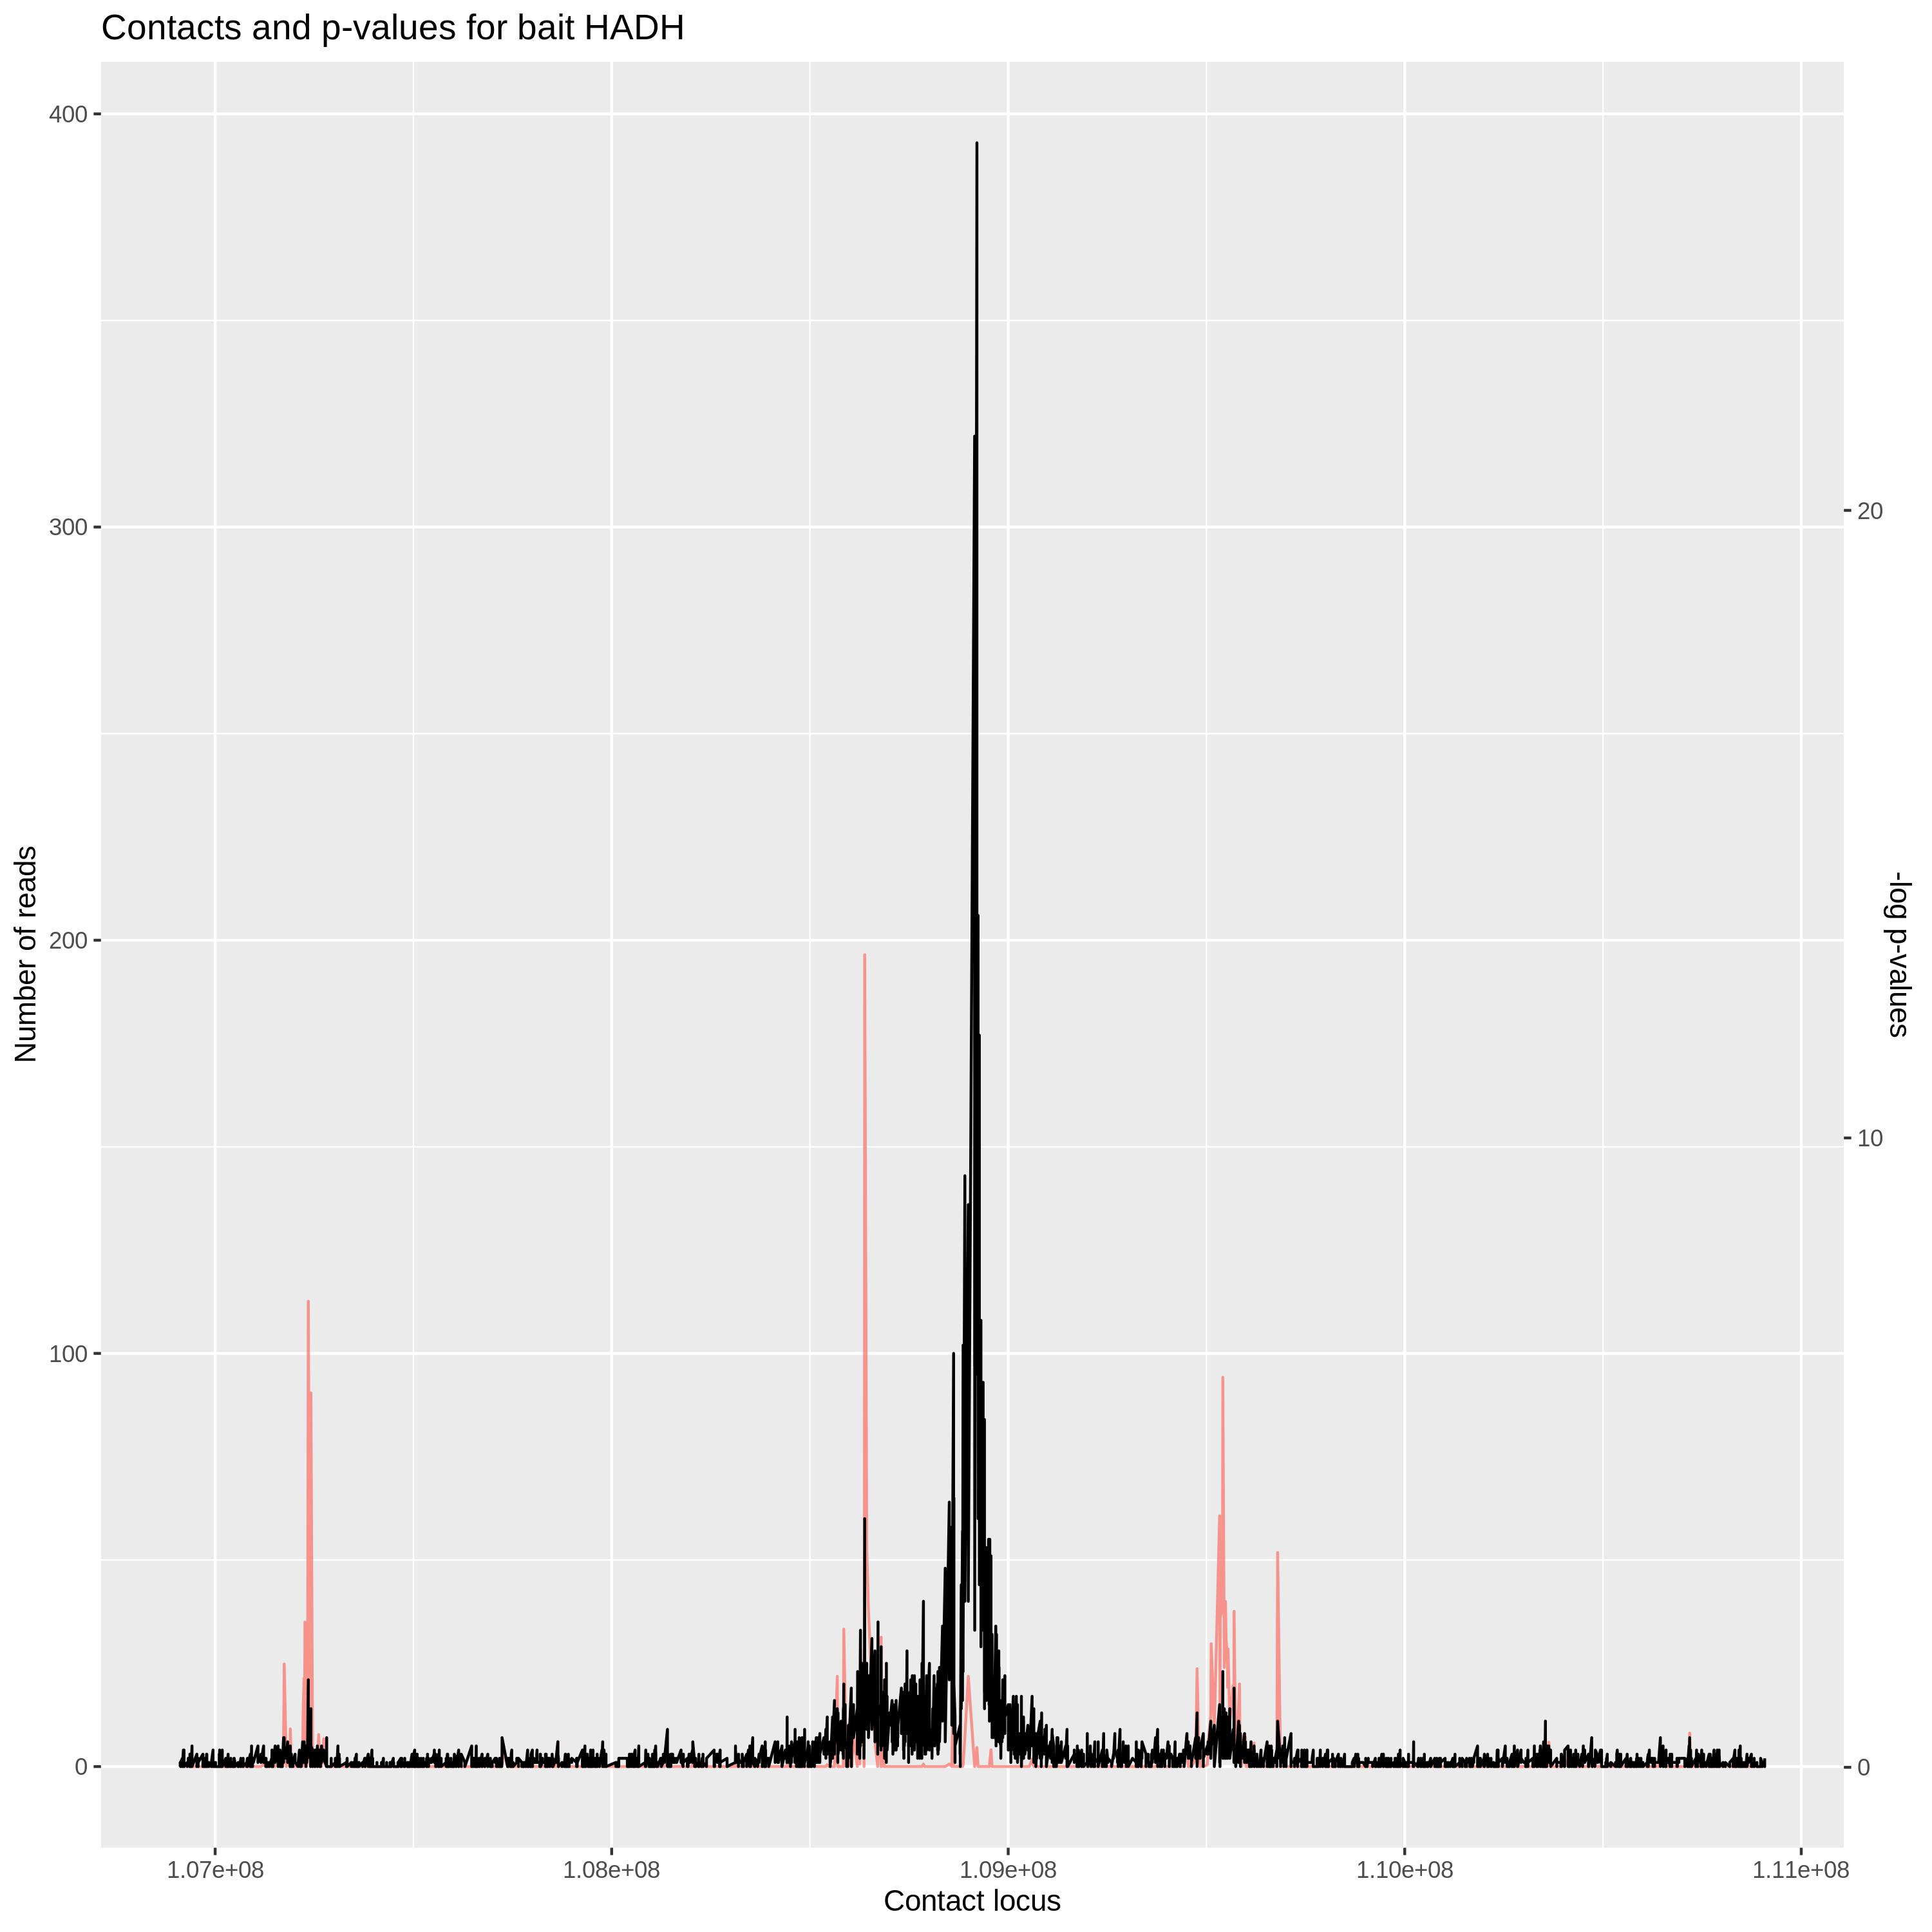 Contacts and p-values for bait HADH
400
300
200
100
0
Number of reads
20
10
0
-log p-values
1.07e+08
1.08e+08
1.09e+08
1.10e+08
1.11e+08
Contact locus